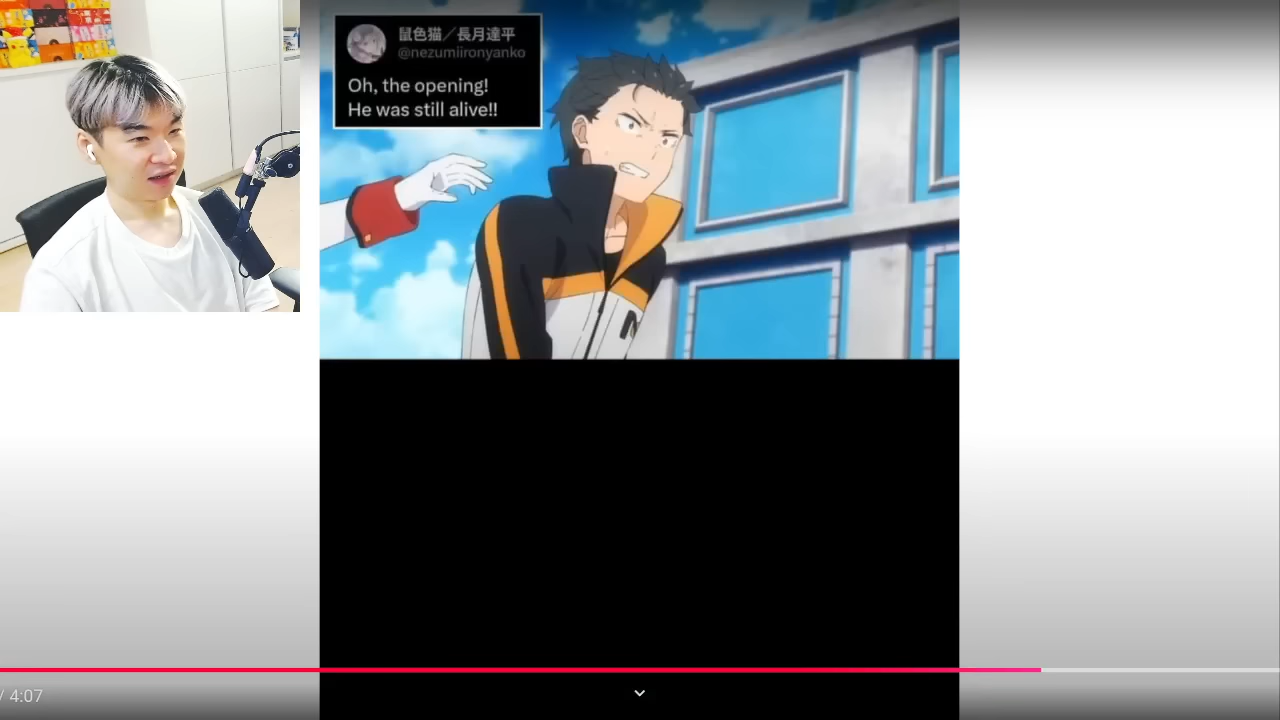 鼠色猫／長月達平
@nezumiironyanko
Oh, the opening!
He was still alive!!
/ 4:07